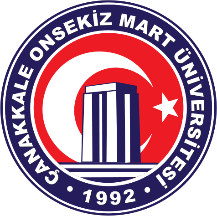 ÇANAKKALE ONSEKİZ MART ÜNİVERSİTESİ
• 1992 •